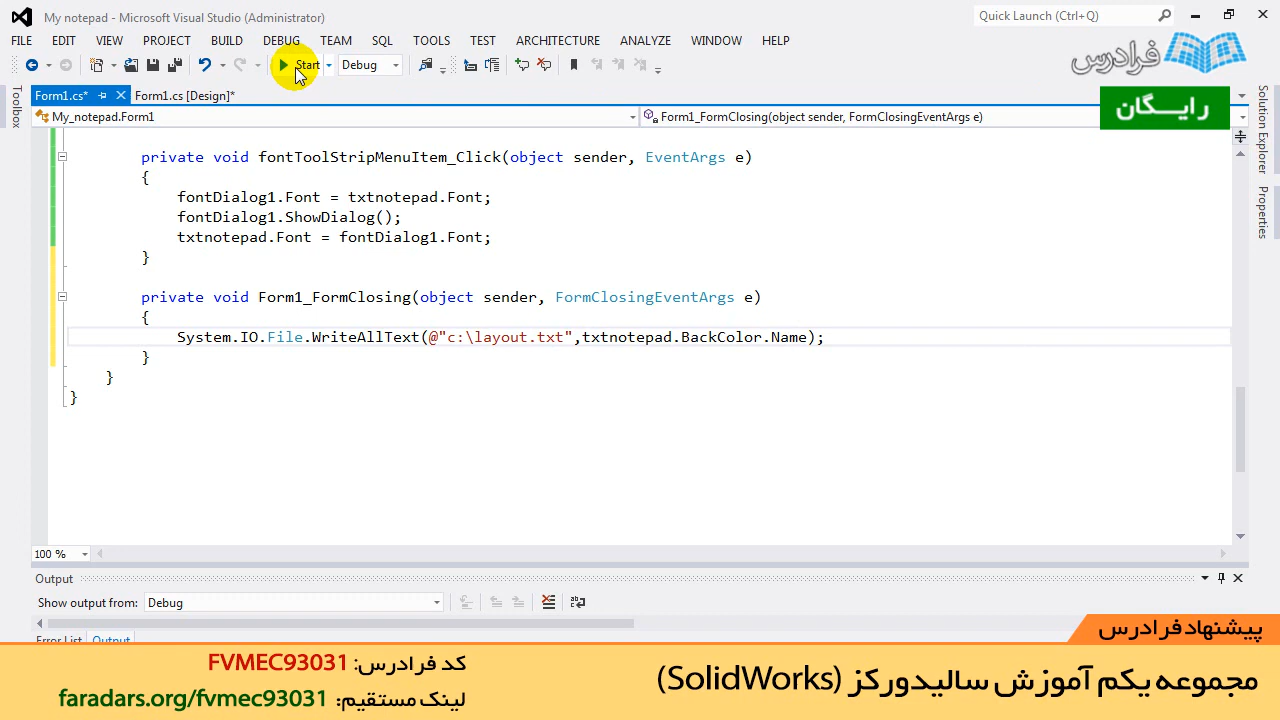 My notepad - Microsoft Visual Studio (Administrator)
Quick Launch (Ctrl+Q)
FILE EDIT VIEW PROJECT BUILD DEBUG TEAM SQL TOOLS TEST ARCHITECTURE ANALYZE WINDOW HELP
Start Debug
فرادرس
رایــگان
Form1.cs* Form1.cs [Design]*
My_notepad.Form1 Form1_FormClosing(object sender, FormClosingEventArgs e)
Toolbox
Solution Explorer
Properties
private void fontToolStripMenuItem_Click(object sender, EventArgs e)
{
fontDialog1.Font = txtnotepad.Font;
fontDialog1.ShowDialog();
txtnotepad.Font = fontDialog1.Font;
}
private void Form1_FormClosing(object sender, FormClosingEventArgs e)
{
System.IO.File.WriteAllText(@"c:\layout.txt",txtnotepad.BackColor.Name);
}
}
}
100 %
Output
Show output from: Debug
Error List Output
پیشنهاد فرادرس
مجموعه یکم آموزش سالیدورکز (SolidWorks)
کد فرادرس: FVMEC93031
لینک مستقیم: faradars.org/fvmec93031